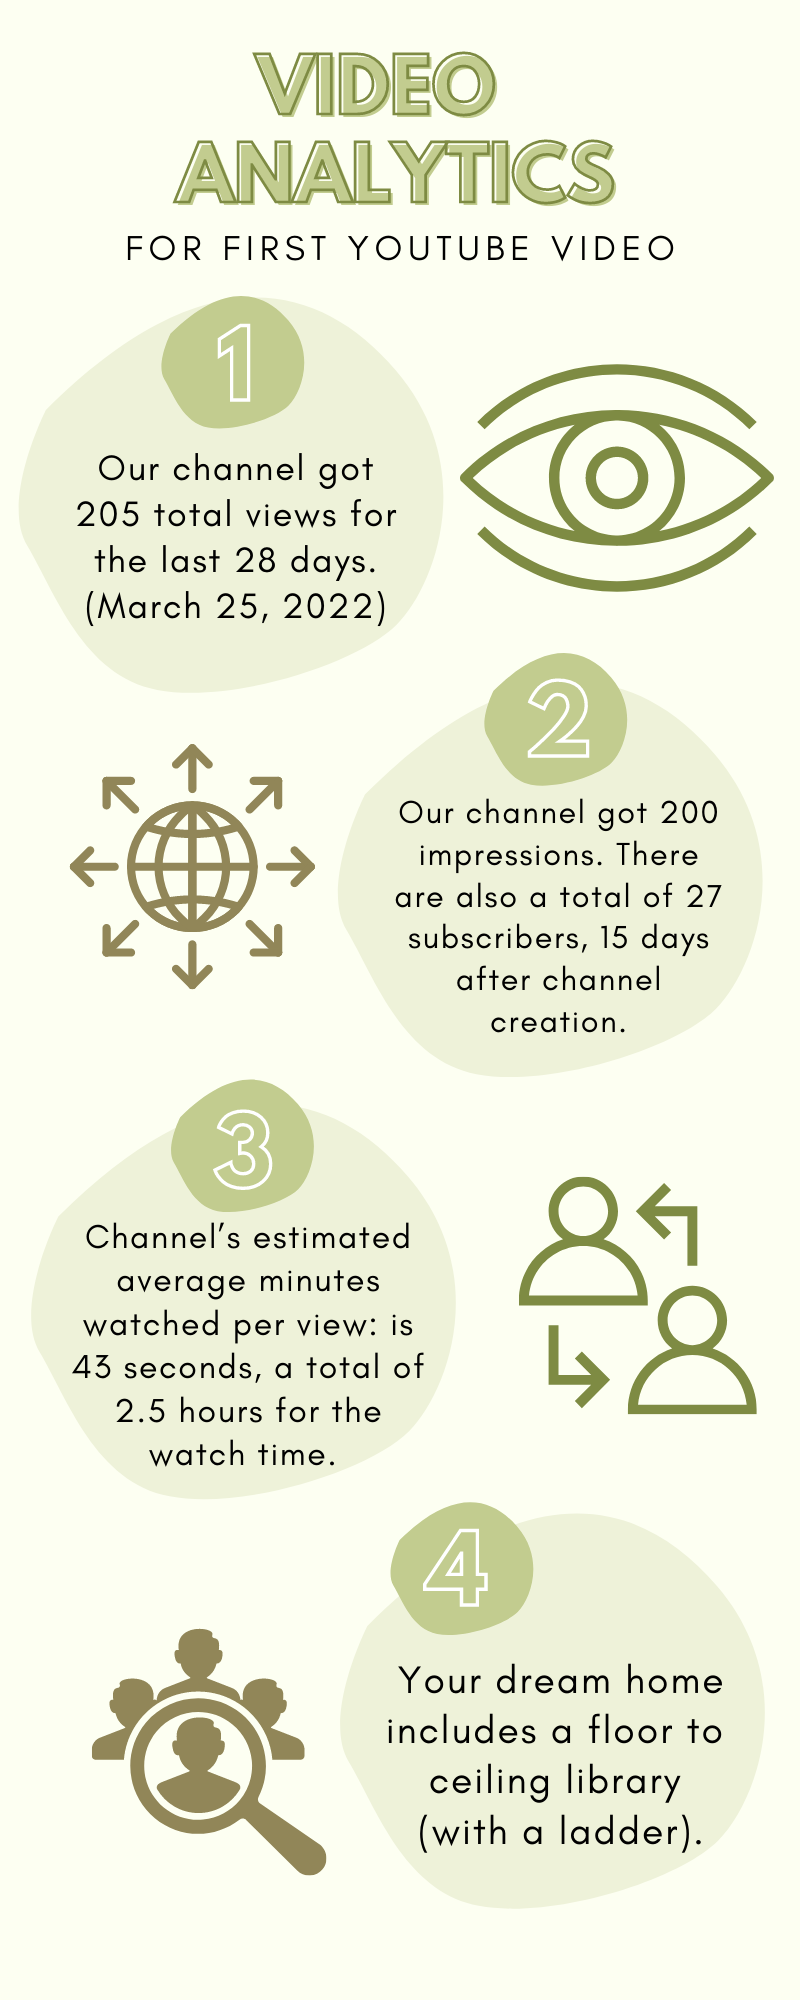 VIDEO
ANALYTICS
FOR FIRST YOUTUBE VIDEO
1
Our channel got
205 total views for
the last 28 days.
(March 25, 2022)
2
Our channel got 200
impressions. There
are also a total of 27
subscribers, 15 days
after channel
creation.
3
Channel's estimated
average minutes
watched per view: is
43 seconds, a total of
2.5 hours for the
watch time.
4
Your dream home
includes a floor to
ceiling library
(with a ladder).